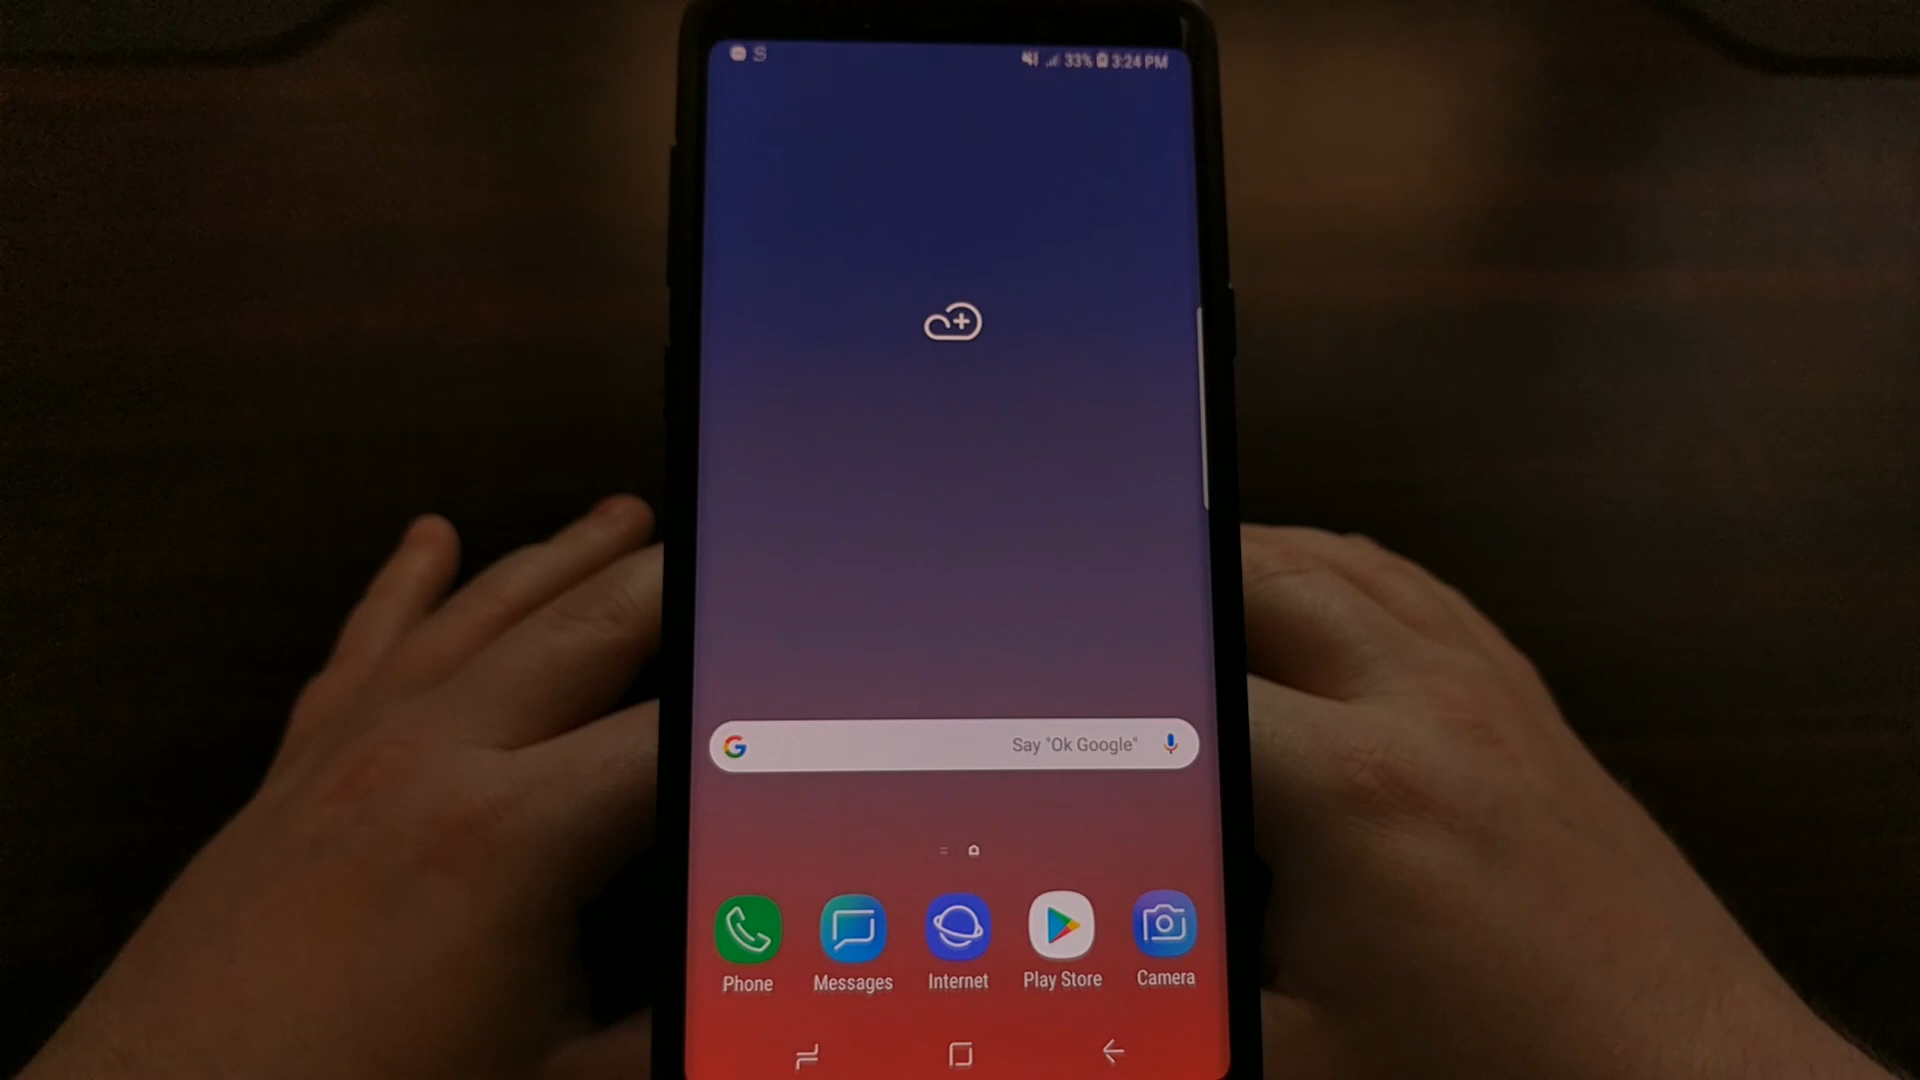 33% 3:24 PM
Say "Ok Google"
Phone Messages Internet Play Store Camera